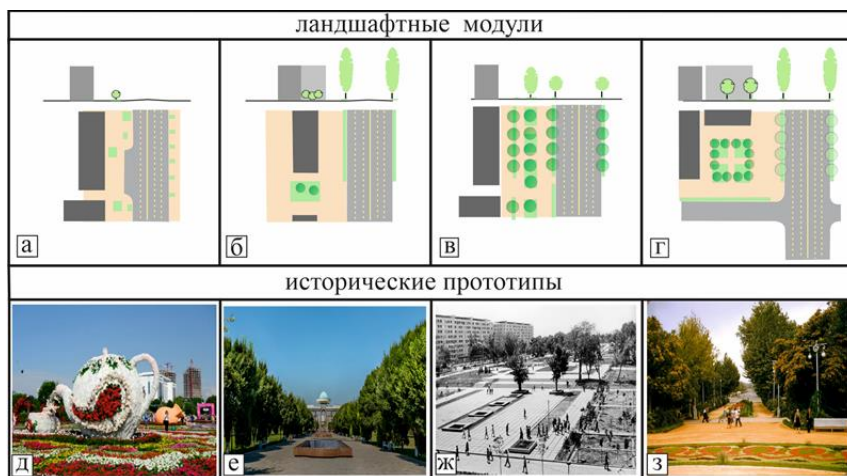 ландшафтные модули
а
б
в
г
исторические прототипы
д
е
ж
з